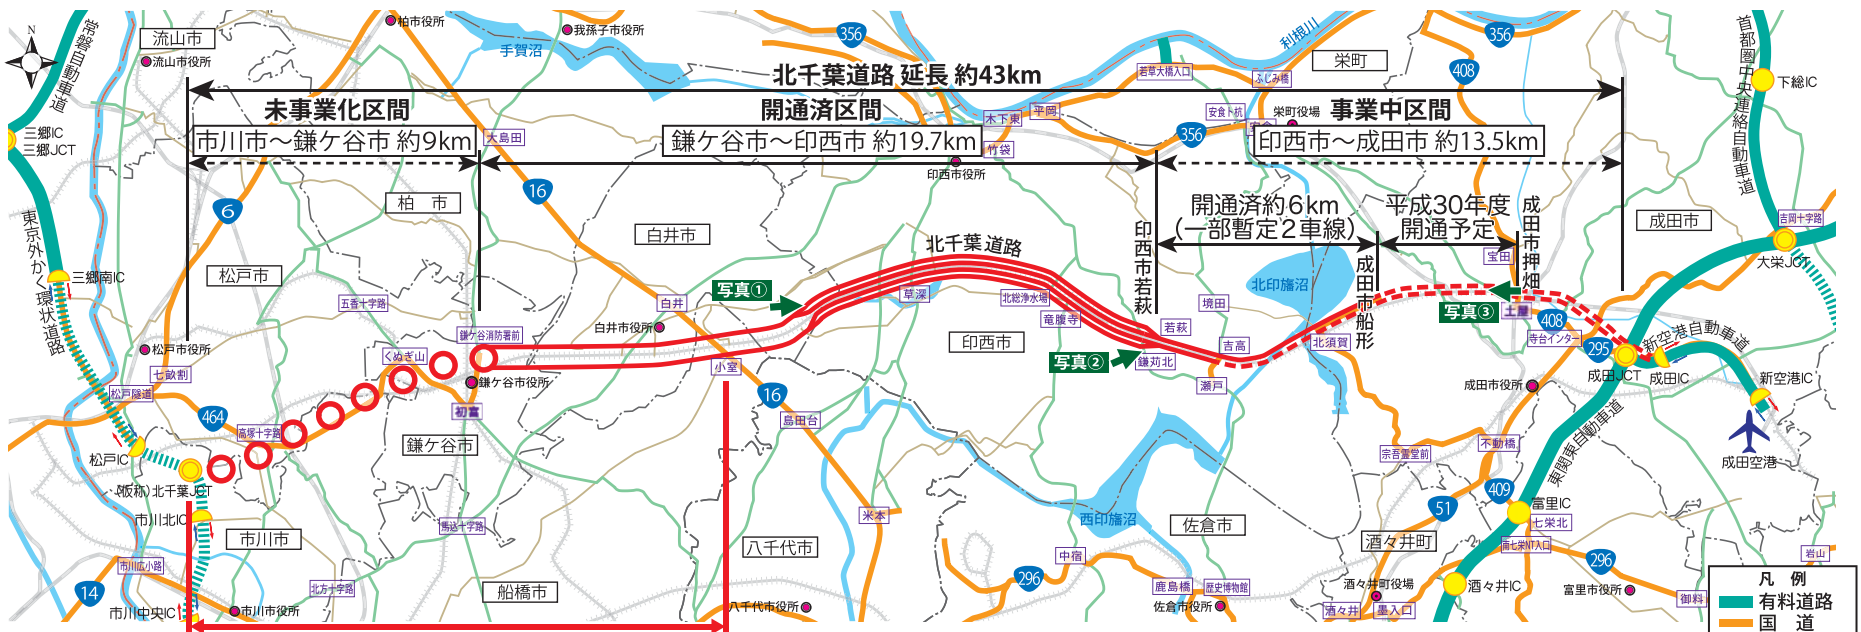 北千葉道路 延長 約43km
未事業化区間
市川市～鎌ケ谷市 約9km
開通済区間
鎌ケ谷市～印西市 約19.7km
事業中区間
印西市～成田市 約13.5km
開通済約6km
(一部暫定2車線)
平成30年度
開通予定
印西市若萩
成田市船形
成田市押畑
北千葉道路
写真①
写真②
写真③
N
常磐自動車道
流山市
流山市役所
柏市役所
我孫子市役所
手賀沼
356
利根川
栄町
356
408
首都圏中央連絡自動車道
下総IC
三郷IC
三郷JCT
若草大橋入口
ふじみ橋
大島田
木下東
平岡
竹袋
安食卜杭
栄町役場
356
印西市役所
16
6
柏 市
白井市
成田市
吉岡十字路
大栄JCT
東京外かく環状道路
三郷南IC
松戸市
五香十字路
白井
草深
北総浄水場
竜腹寺
北印旛沼
境田
宝田
土屋
408
寺台インター
295
新空港自動車道
白井市役所
鎌ケ谷消防署前
くぬぎ山
松戸市役所
七畝割
松戸隧道
印西市
若萩
鎌苅北
吉高
瀬戸
北須賀
成田JCT
成田IC
新空港IC
成田市役所
小室
鎌ケ谷市役所
初富
464
高塚十字路
鎌ケ谷市
16
島田台
松戸IC
(仮称)北千葉JCT
市川北IC
宗吾霊堂前
不動橋
東関東自動車道
成田空港
409
51
富里IC
七栄北
南七栄NT入口
馬込十字路
米本
西印旛沼
佐倉市
酒々井町
市川市
八千代市
中宿
296
296
市川広小路
北方十字路
船橋市
鹿島橋
歴史博物館
酒々井町役場
酒々井IC
富里市役所
岩山
14
市川中央IC
市川市役所
八千代市役所
佐倉市役所
酒々井
墨入口
御料
凡 例
有料道路
国 道